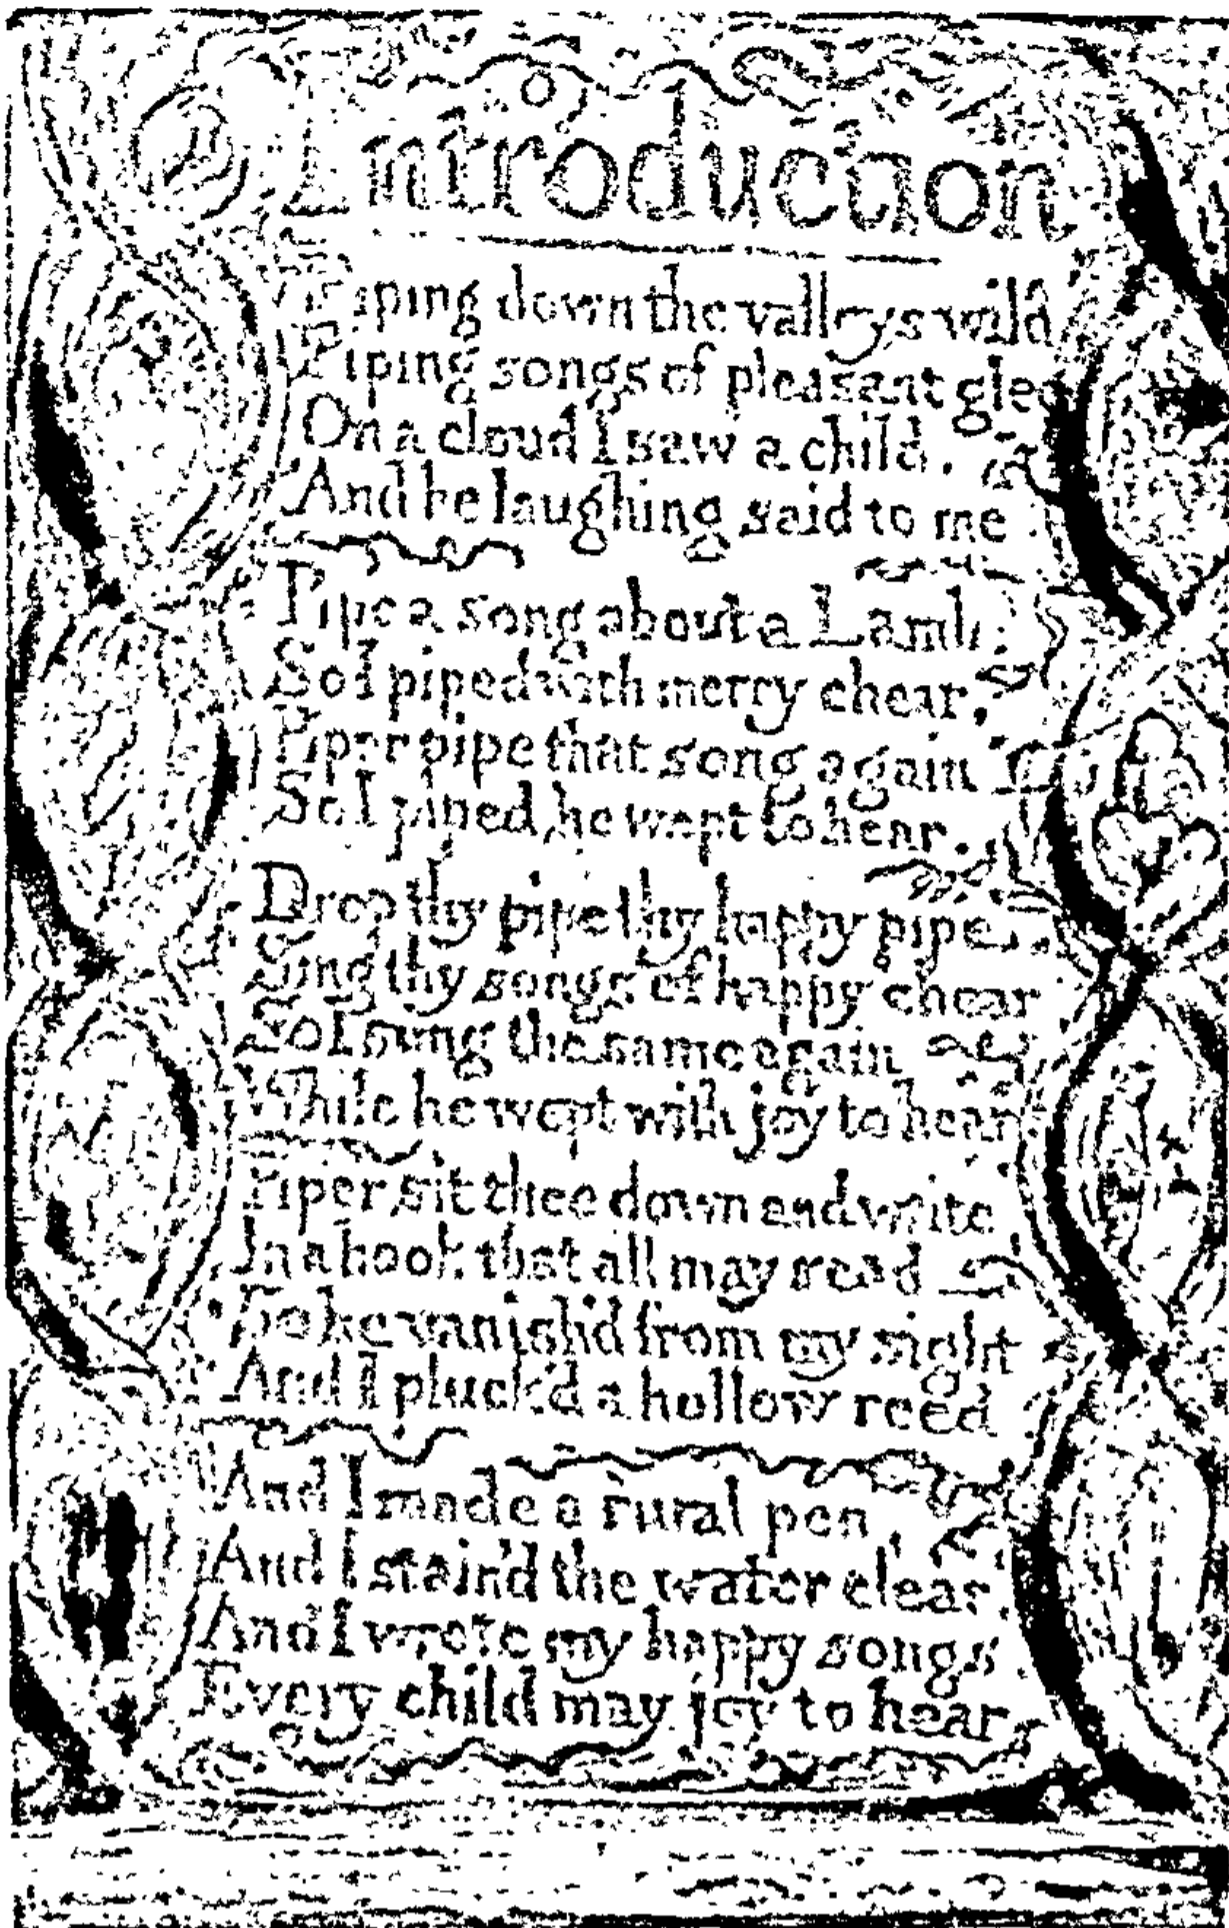 Introduction
Piping down the valleys wild
Piping songs of pleasant glee
On a cloud I saw a child.
And he laughing said to me.
Pipe a song about a Lamb:
So I piped with merry chear,
Piper pipe that song again
So I piped, he wept to hear.
Drop thy pipe thy happy pipe
Sing thy songs of happy chear
So I sung the same again
While he wept with joy to hear
Piper sit thee down and write
In a book that all may read
So he vanish'd from my sight
And I pluck'd a hollow reed
And I made a rural pen,
And I stain'd the water clear,
And I wrote my happy songs
Every child may joy to hear